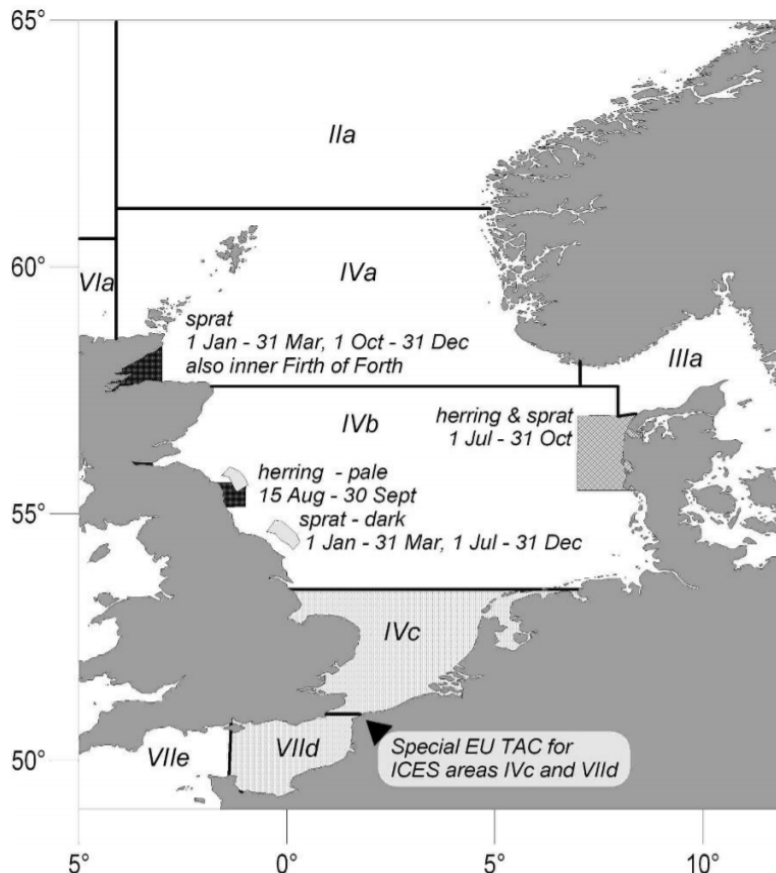 65°
IIa
60°
VIa
IVa
sprat
1 Jan - 31 Mar, 1 Oct - 31 Dec
also inner Firth of Forth
IIIa
IVb
herring & sprat
1 Jul - 31 Oct
herring - pale
15 Aug - 30 Sept
55°
sprat - dark
1 Jan - 31 Mar, 1 Jul - 31 Dec
IVc
50°
VIIe
VIId
Special EU TAC for
ICES areas IVc and VIId
5°
0°
5°
10°